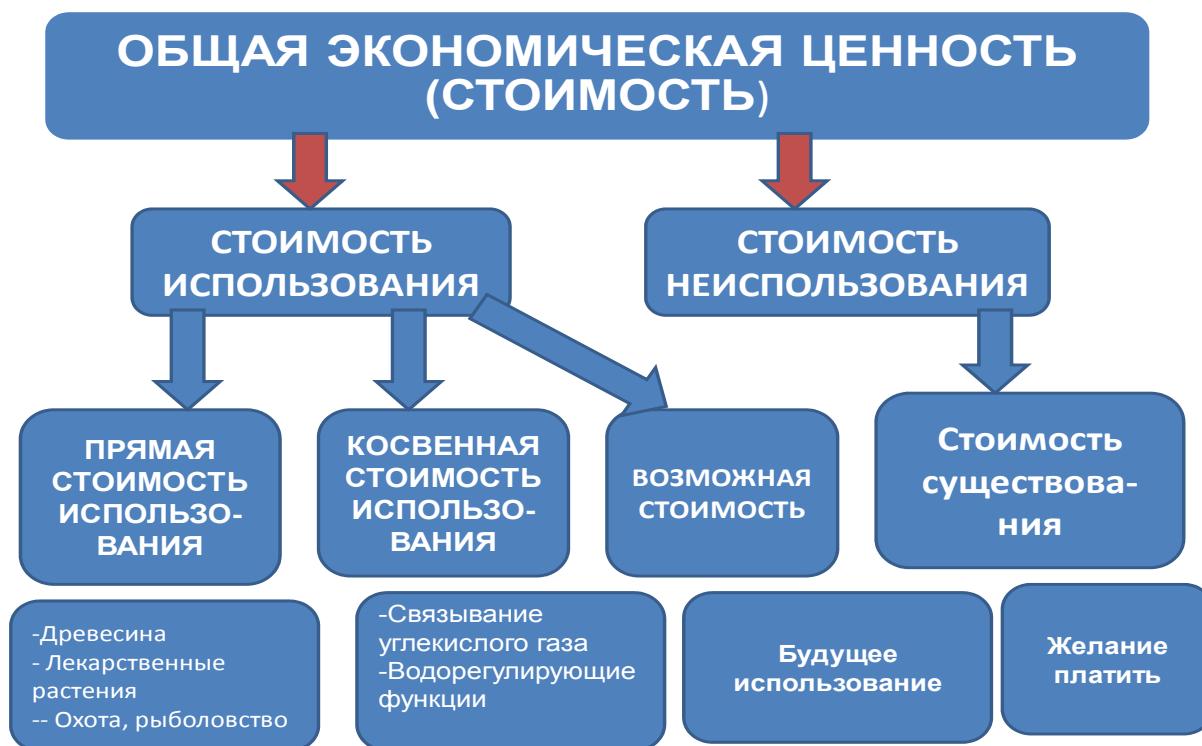 ОБЩАЯ ЭКОНОМИЧЕСКАЯ ЦЕННОСТЬ
(СТОИМОСТЬ)
СТОИМОСТЬ
ИСПОЛЬЗОВАНИЯ
СТОИМОСТЬ
НЕИСПОЛЬЗОВАНИЯ
ПРЯМАЯ
СТОИМОСТЬ
ИСПОЛЬЗО-
ВАНИЯ
КОСВЕННАЯ
СТОИМОСТЬ
ИСПОЛЬЗО-
ВАНИЯ
ВОЗМОЖНАЯ
СТОИМОСТЬ
Стоимость
существова-
ния
-Древесина
- Лекарственные
растения
-- Охота, рыболовство
-Связывание
углекислого газа
-Водорегулирующие
функции
Будущее
использование
Желание
платить